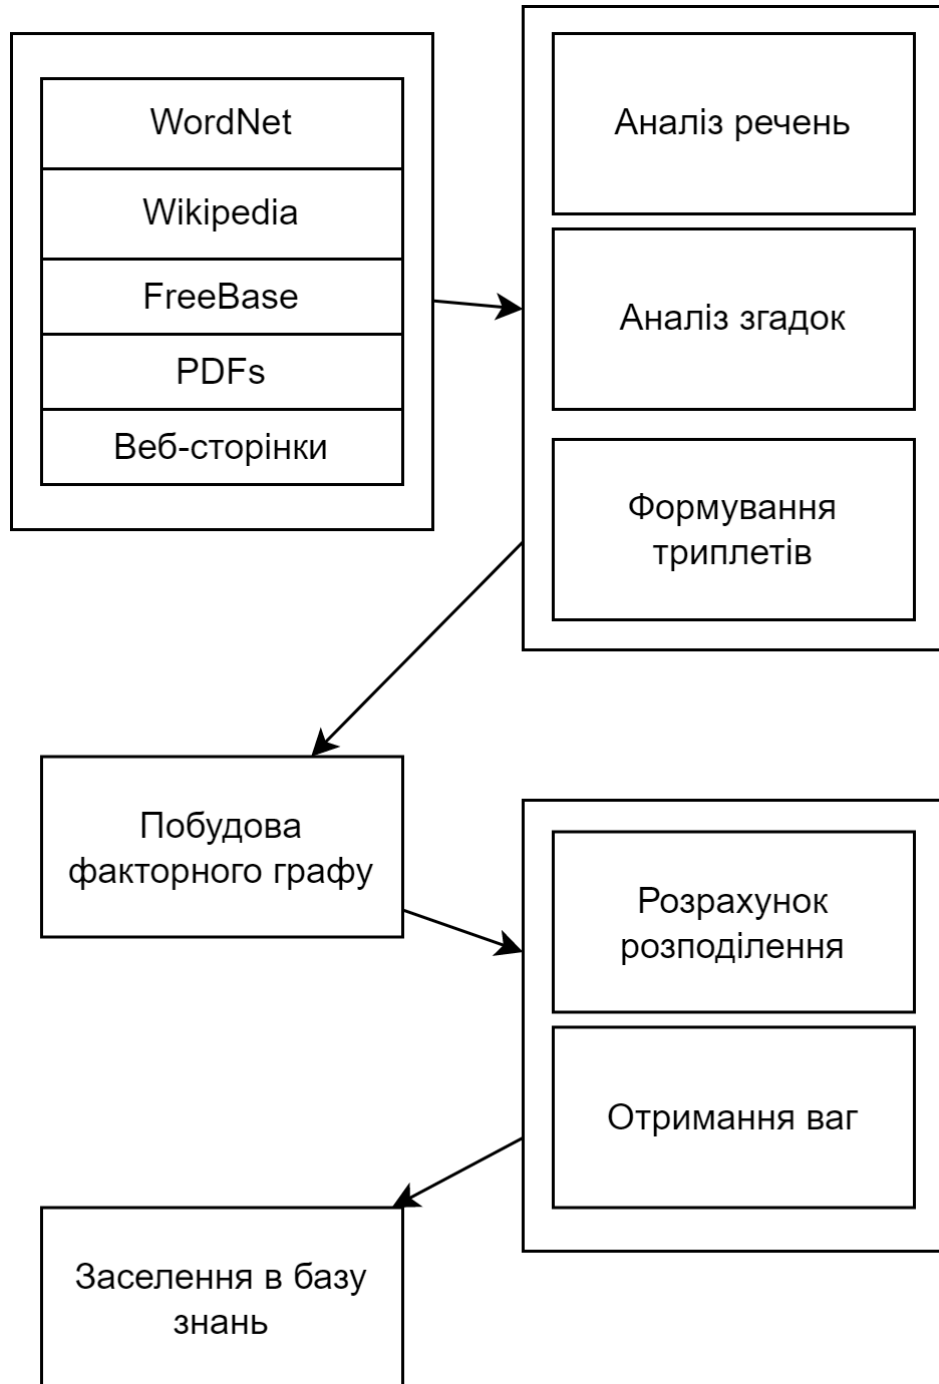 WordNet
Wikipedia
FreeBase
PDFs
Веб-сторінки
Аналіз речень
Аналіз згадок
Формування
триплетів
Побудова
факторного графу
Розрахунок
розподілення
Отримання ваг
Заселення в базу
знань